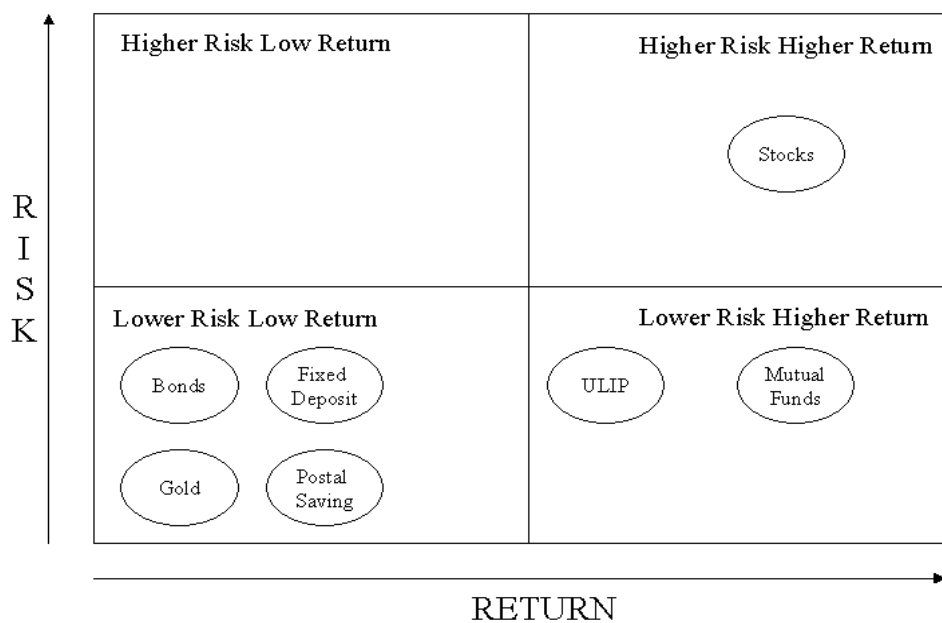 Higher Risk Low Return
Higher Risk Higher Return
Stocks
R
I
S
K
Lower Risk Low Return
Lower Risk Higher Return
Bonds
Fixed
Deposit
ULIP
Mutual
Funds
Gold
Postal
Saving
RETURN